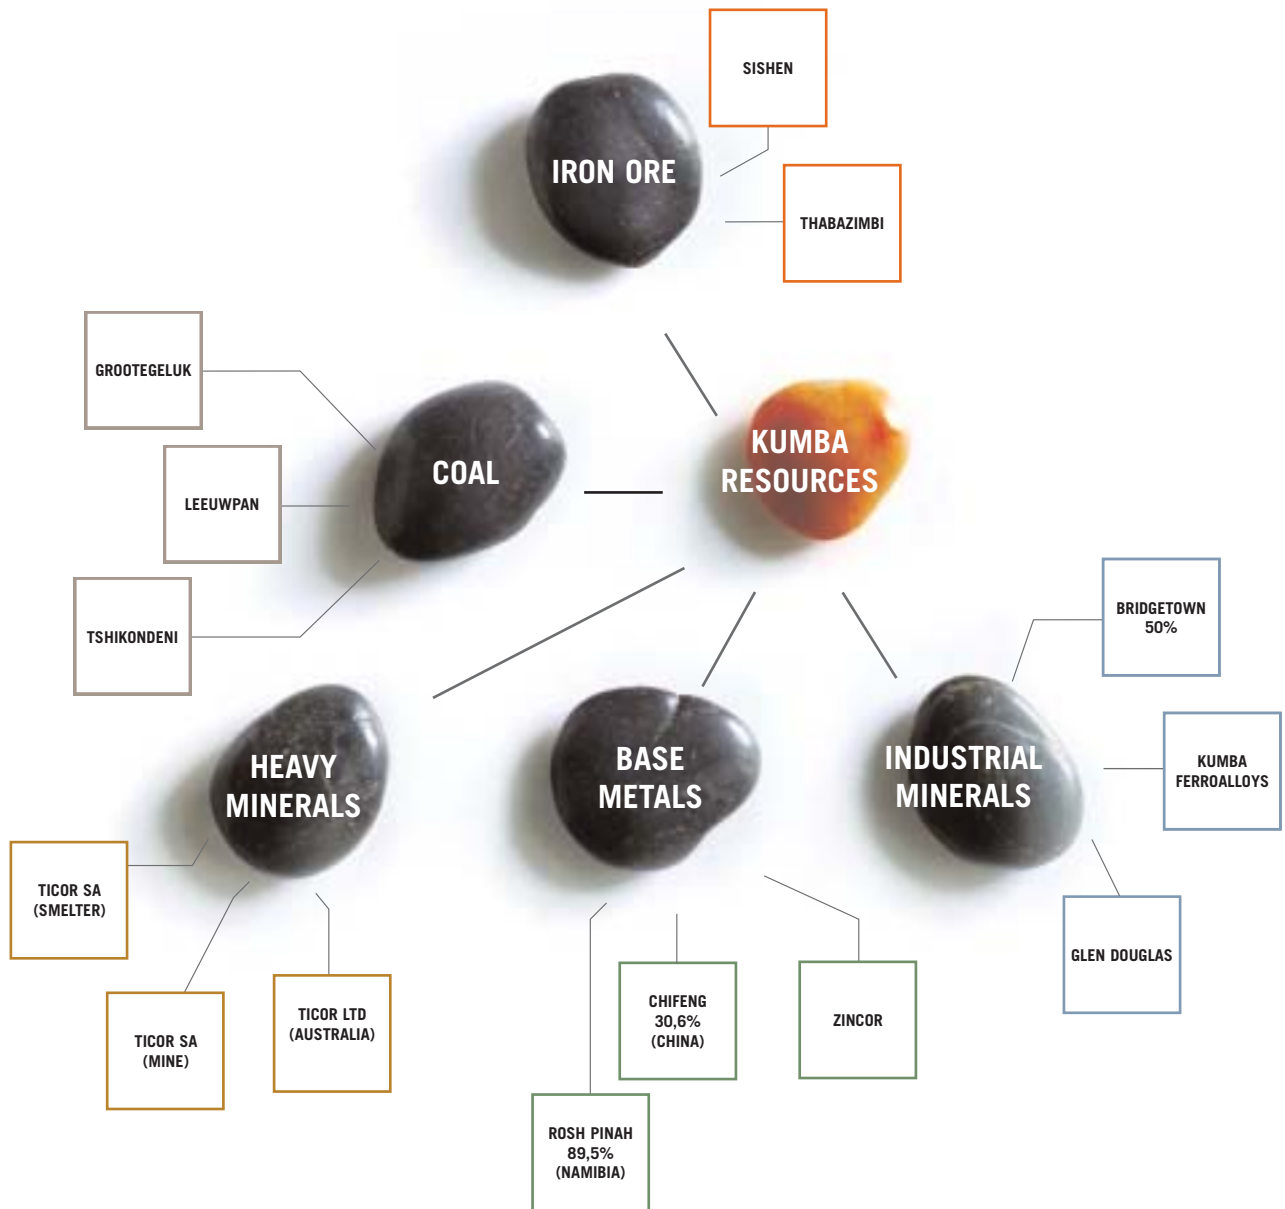 SISHEN
IRON ORE
THABAZIMBI
GROOTEGELUK
COAL
KUMBA
RESOURCES
LEEUWPAN
TSHIKONDENI
BRIDGETOWN
50%
HEAVY
MINERALS
BASE
METALS
INDUSTRIAL
MINERALS
KUMBA
FERROALLOYS
TICOR SA
(SMELTER)
TICOR SA
(MINE)
TICOR LTD
(AUSTRALIA)
CHIFENG
30,6%
(CHINA)
ZINCOR
GLEN DOUGLAS
ROSH PINAH
89,5%
(NAMIBIA)